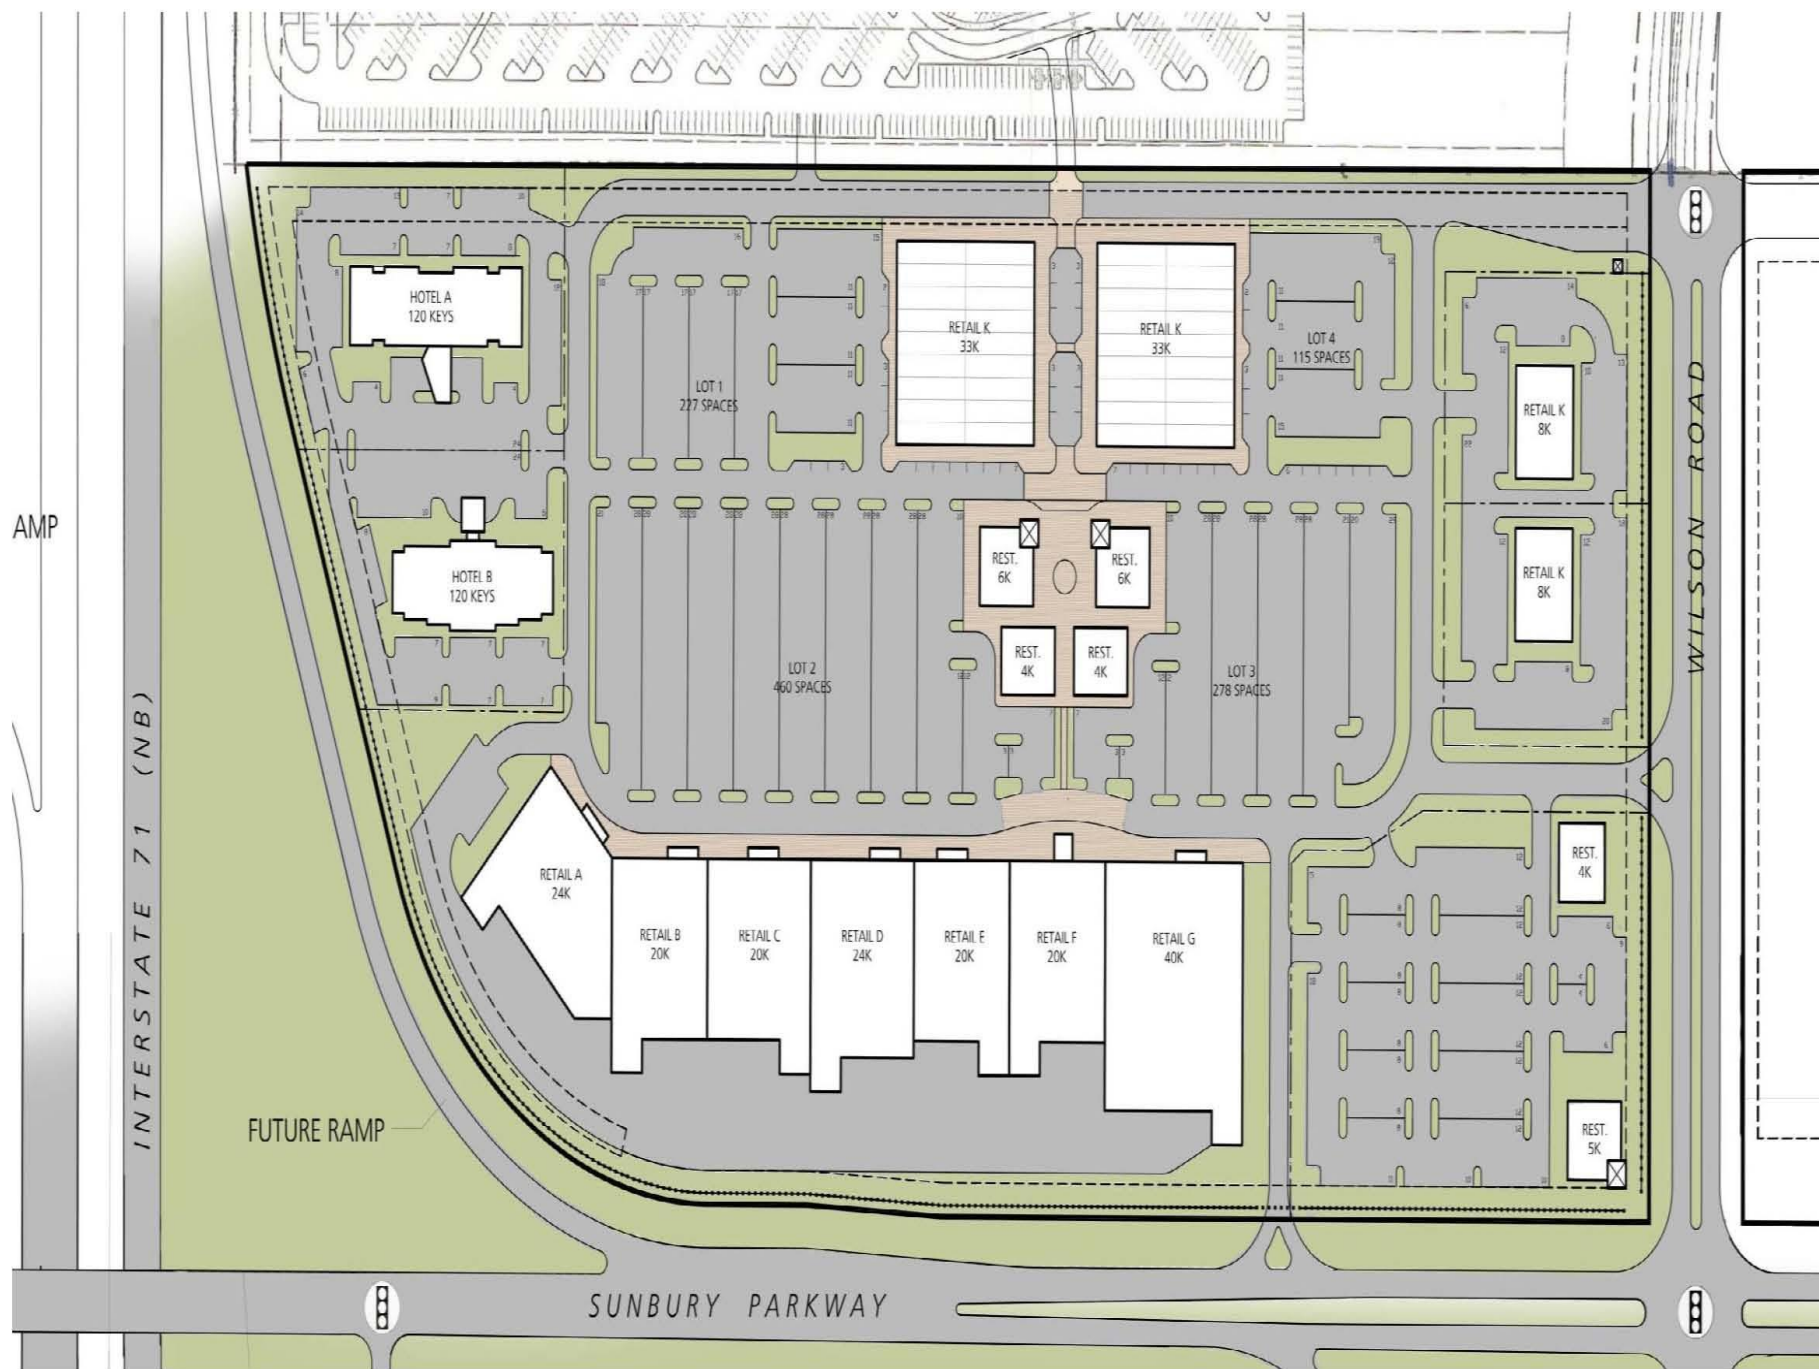 HOTEL A
120 KEYS
RETAIL K
33K
RETAIL K
33K
LOT 4
115 SPACES
LOT 1
227 SPACES
RETAIL K
8K
WILSON ROAD
AMP
HOTEL B
120 KEYS
REST.
6K
REST.
6K
RETAIL K
8K
REST.
4K
REST.
4K
LOT 2
460 SPACES
LOT 3
278 SPACES
INTERSTATE 71 (NB)
RETAIL A
24K
REST.
4K
RETAIL B
20K
RETAIL C
20K
RETAIL D
24K
RETAIL E
20K
RETAIL F
20K
RETAIL G
40K
FUTURE RAMP
REST.
5K
SUNBURY PARKWAY